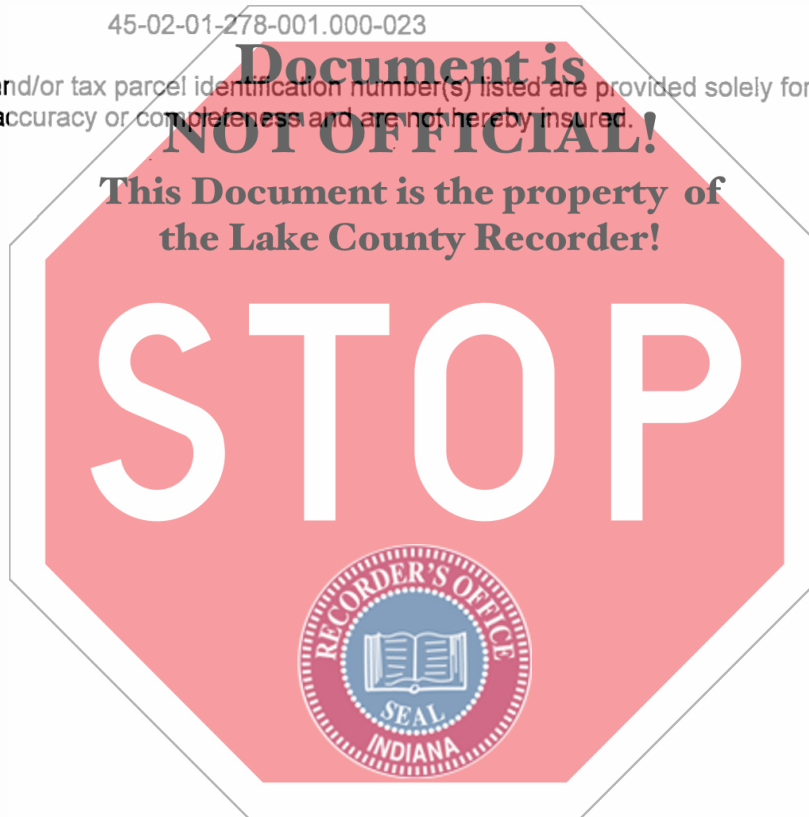 45-02-01-278-001.000-023
Document is
nd/or tax parcel identification number(s) listed are provided solely for
accuracy or completeness and are not hereby insured.
NOT OFFICIAL!
This Document is the property of
the Lake County Recorder!
STOP
RECORDER'S OFFICE
SEAL
INDIANA